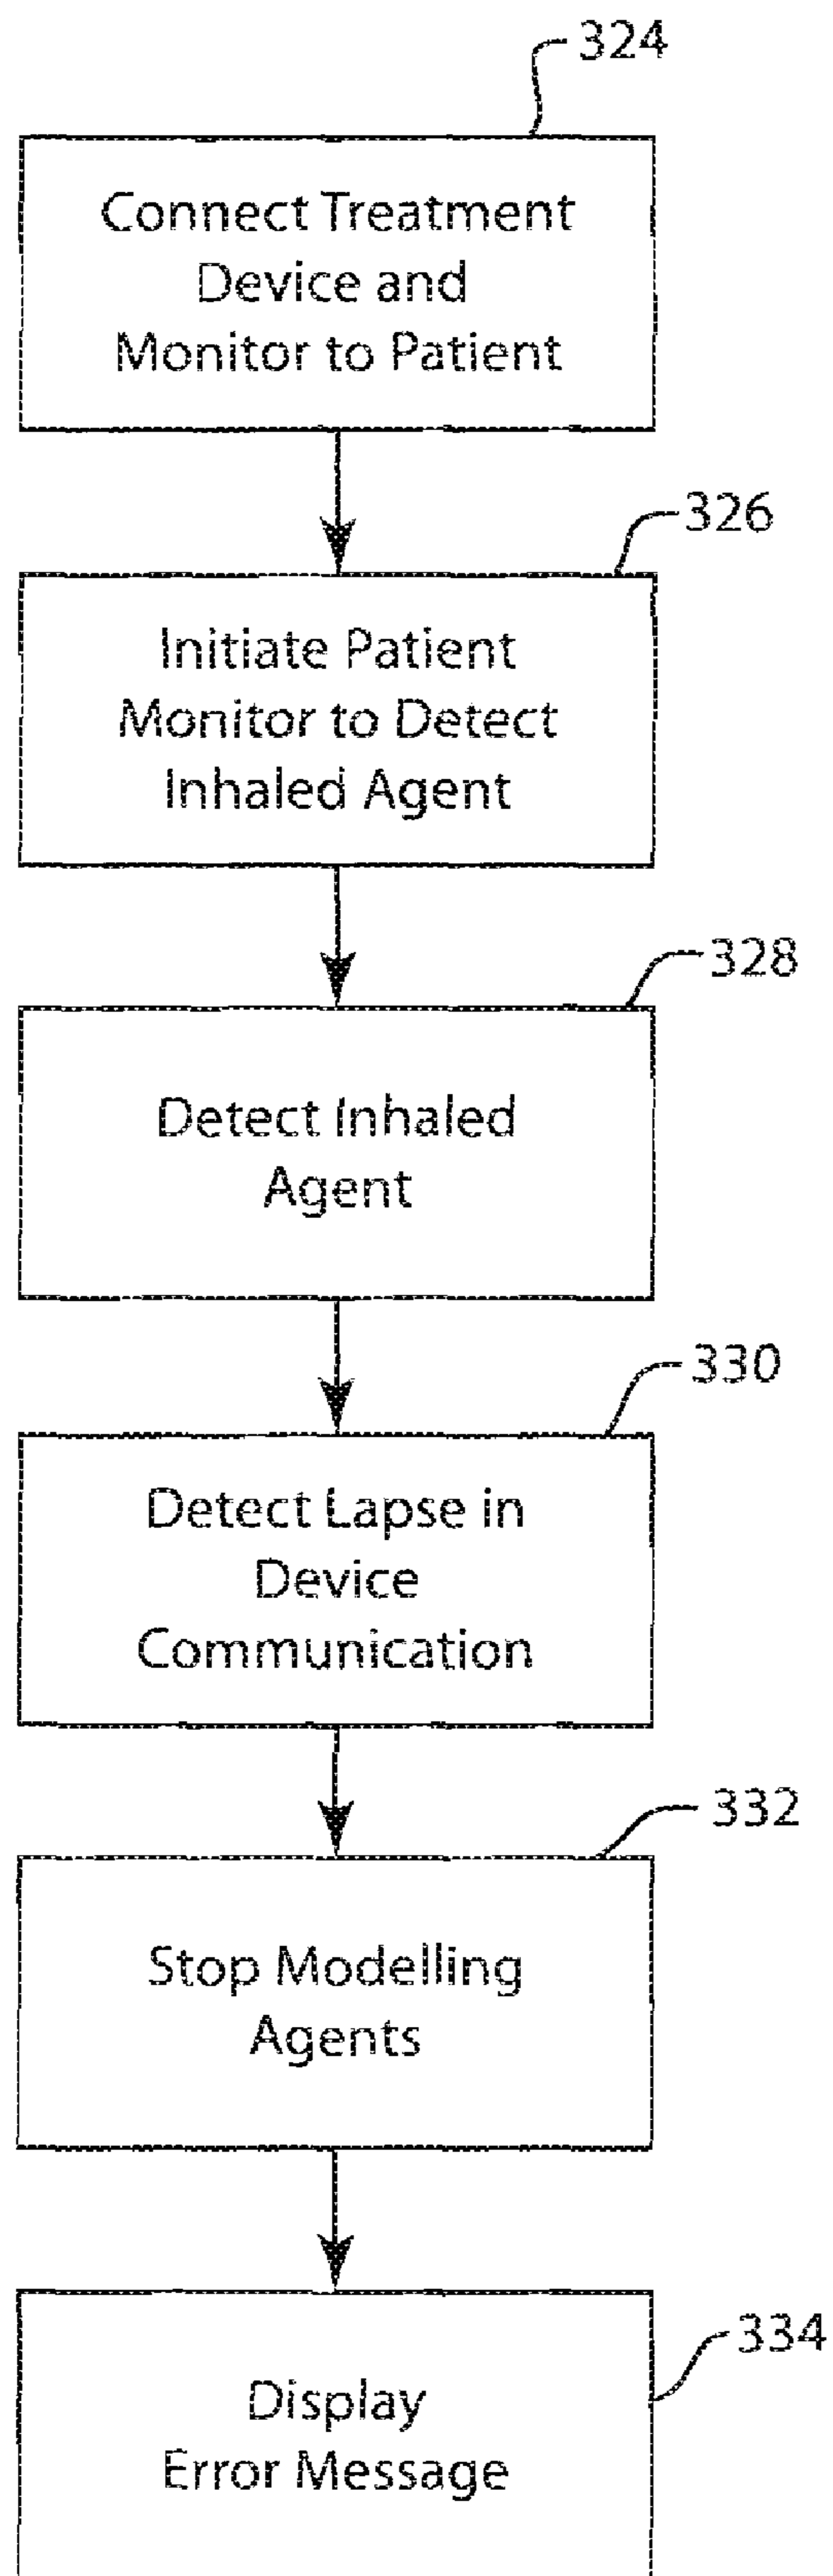 324
Connect Treatment
Device and
Monitor to Patient
326
Initiate Patient
Monitor to Detect
Inhaled Agent
328
Detect Inhaled
Agent
330
Detect Lapse in
Device
Communication
332
Stop Modelling
Agents
334
Display
Error Message